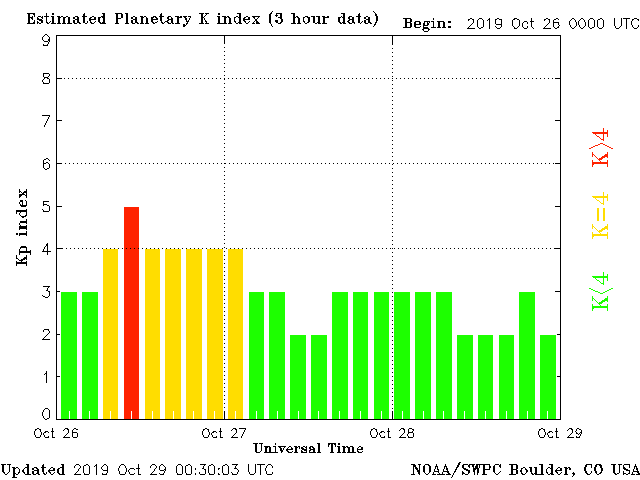 Estimated Planetary K index (3 hour data) Begin: 2019 Oct 26 0000 UTC
9
8
7
6
5
4
3
2
1
0
Kp index
K>4
K=4
K<4
Oct 26 Oct 27 Oct 28 Oct 29
Universal Time
Updated 2019 Oct 29 00:30:03 UTC NOAA/SWPC Boulder, CO USA